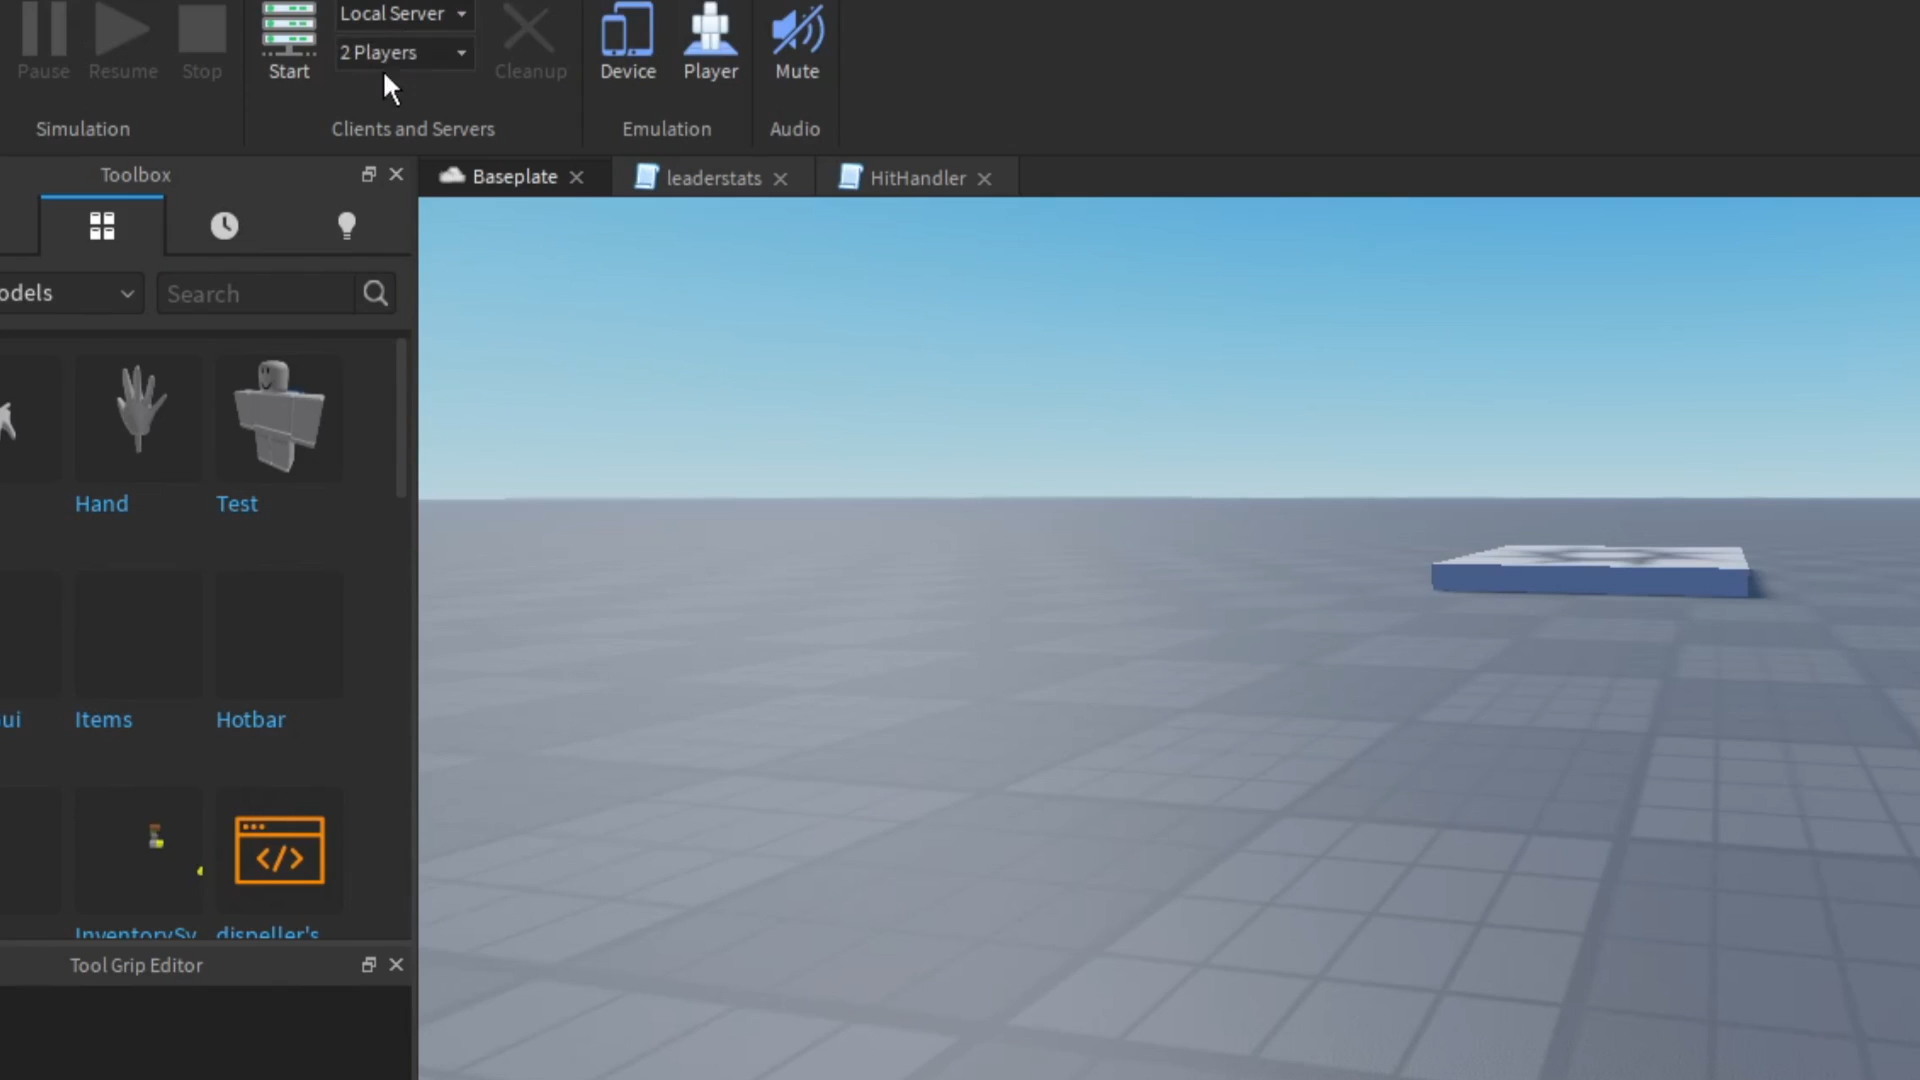 Local Server
2 Players
Pause
Resume
Stop
Start
Cleanup
Device
Player
Mute
Simulation
Clients and Servers
Emulation
Audio
Toolbox
Baseplate
leaderstats
HitHandler
odels
Search
Hand
Test
ui
Items
Hotbar
InventorySy
dispeller's
Tool Grip Editor